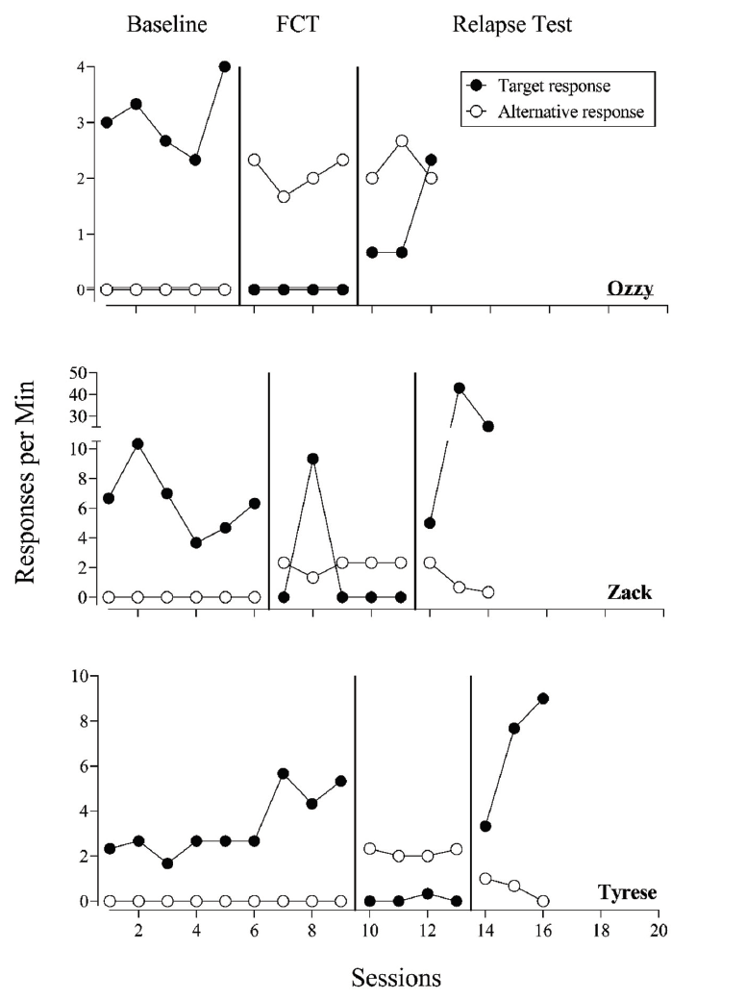 Baseline FCT Relapse Test
4
Target response
Alternative response
3
2
1
0
Ozzy
50
40
30
10
8
6
4
2
0
Zack
Responses per Min
10
8
6
4
2
0
Tyrese
2 4 6 8 10 12 14 16 18 20
Sessions